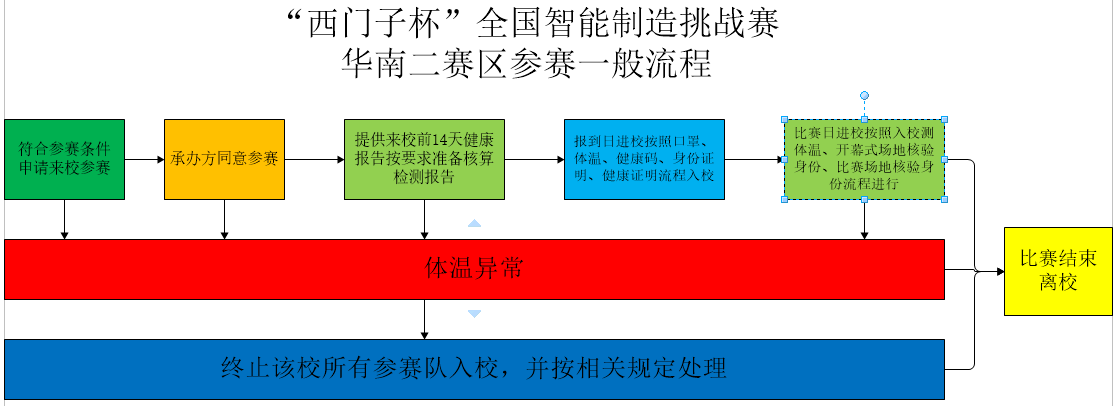 “西门子杯”全国智能制造挑战赛
华南二赛区参赛一般流程
符合参赛条件
申请来校参赛
承办方同意参赛
提供来校前14天健康
报告按要求准备核算
检测报告
报到日进校按照口罩、
体温、健康码、身份证
明、健康证明流程入校
比赛日进校按照入校测
体温、开幕式场地核验
身份、比赛场地核验身
份流程进行
体温异常
比赛结束
离校
终止该校所有参赛队入校，并按相关规定处理